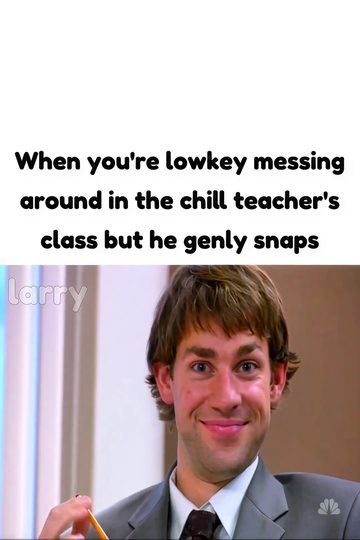 When you're lowkey messing
around in the chill teacher's
class but he genly snaps
larry